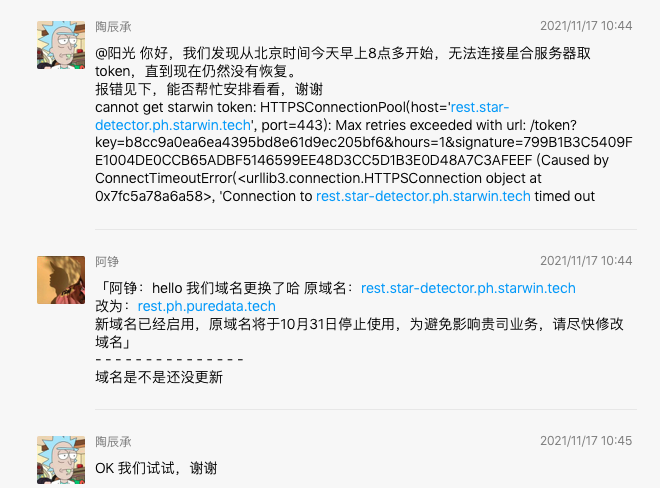 陶辰承 2021/11/17 10:44
@阳光 你好，我们发现从北京时间今天早上8点多开始，无法连接星合服务器取
token，直到现在仍然没有恢复。
报错见下，能否帮忙安排看看，谢谢
cannot get starwin token: HTTPSConnectionPool(host='rest.star-
detector.ph.starwin.tech', port=443): Max retries exceeded with url: /token?
key=b8cc9a0ea6ea4395bd8e61d9ec205bf6&hours=1&signature=799B1B3C5409F
E1004DE0CCB65ADBF5146599EE48D3CC5D1B3E0D48A7C3AFEEF (Caused by
ConnectTimeoutError(<urllib3.connection.HTTPSConnection object at
0x7fc5a78a6a58>, 'Connection to rest.star-detector.ph.starwin.tech timed out
阿铮 2021/11/17 10:44
「阿铮：hello 我们域名更换了哈 原域名：rest.star-detector.ph.starwin.tech
改为：rest.ph.puredata.tech
新域名已经启用，原域名将于10月31日停止使用，为避免影响贵司业务，请尽快修改
域名」
- - - - - - - - - - - - - - -
域名是不是还没更新
陶辰承 2021/11/17 10:45
OK 我们试试，谢谢